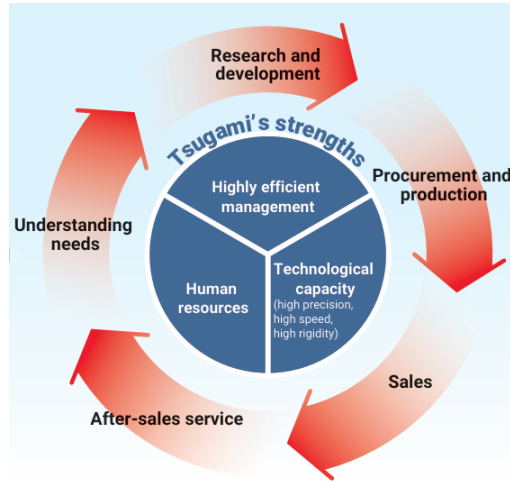 Research and
development
Tsugami’s strengths
Highly efficient
management
Procurement and
production
Understanding
needs
Human
resources
Technological
capacity
(high precision,
high speed,
high rigidity)
Sales
After-sales service